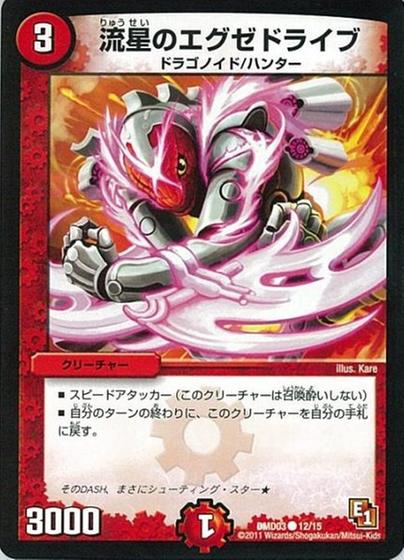 3
りゅうせい
流星のエグゼドライブ
ドラゴノイド/ハンター
クリーチャー
illus. Kare
■ スピードアタッカー（このクリーチャーは召喚酔いしない）
■ 自分のターンの終わりに、このクリーチャーを自分の手札
に戻す。
そのDASH、まさにシューティング・スター★
3000
1
DMD03 ● 12/15
E1
©2011 Wizards/Shogakukan/Mitsui-Kids